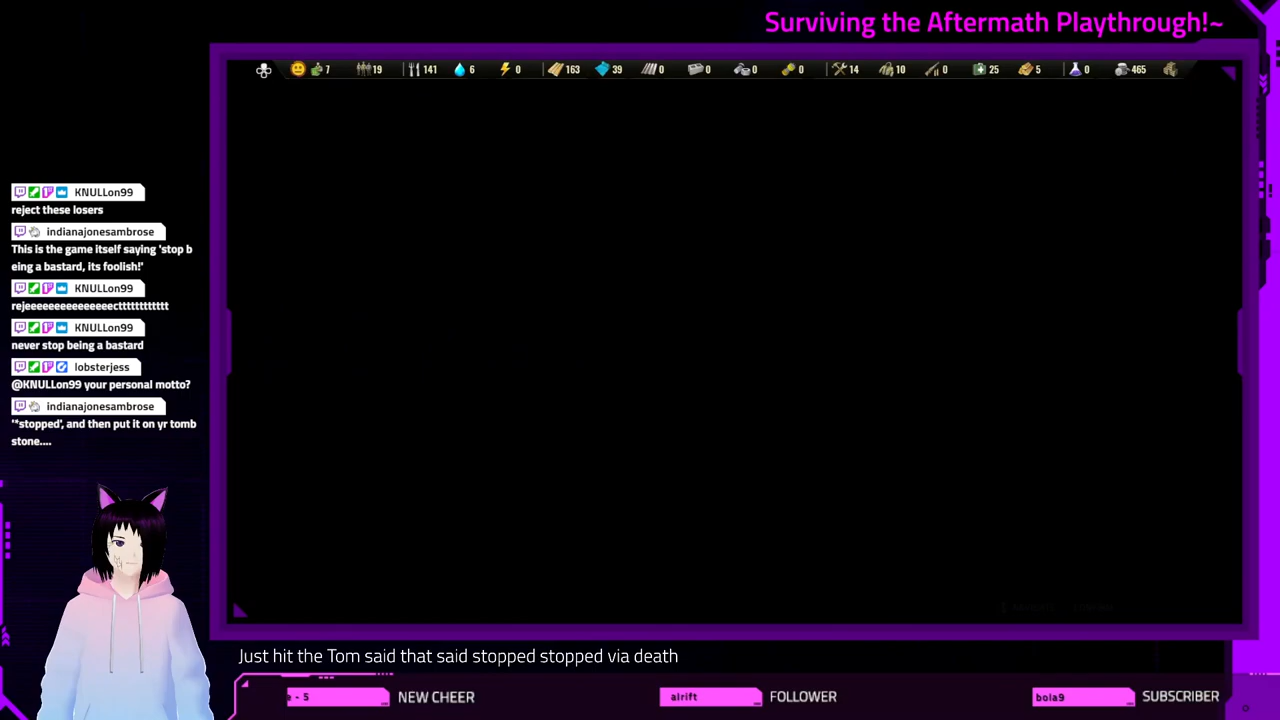 Surviving the Aftermath Playthrough!~
7 19 141 6 0 163 39 0 0 0 0 14 10 0 25 5 0 465
KNULLon99
reject these losers
indianajonesambrose
This is the game itself saying 'stop b
eing a bastard, its foolish!'
KNULLon99
rejeeeeeeeeeeeeeecttttttttttttt
KNULLon99
never stop being a bastard
lobsterjess
@KNULLon99 your personal motto?
indianajonesambrose
'*stopped', and then put it on yr tomb
stone....
Just hit the Tom said that said stopped stopped via death
e - 5 NEW CHEER alrift FOLLOWER bola9 SUBSCRIBER